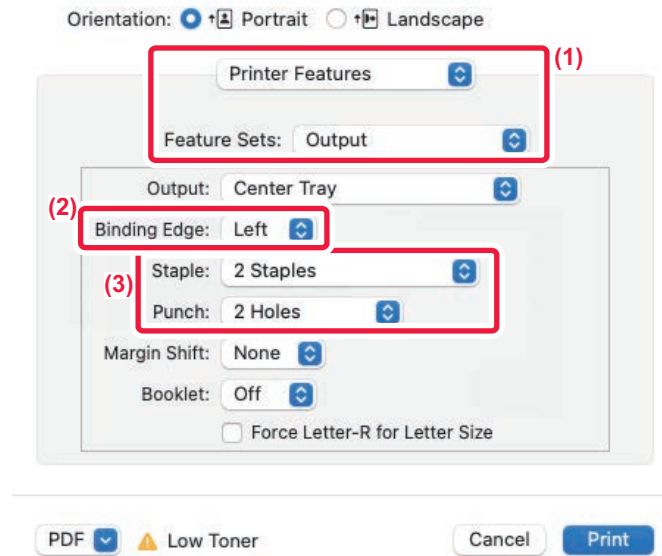 Orientation: Portrait Landscape
(1)
Printer Features
Feature Sets: Output
Output: Center Tray
(2)
Binding Edge: Left
(3)
Staple: 2 Staples
Punch: 2 Holes
Margin Shift: None
Booklet: Off
Force Letter-R for Letter Size
PDF Low Toner Cancel Print